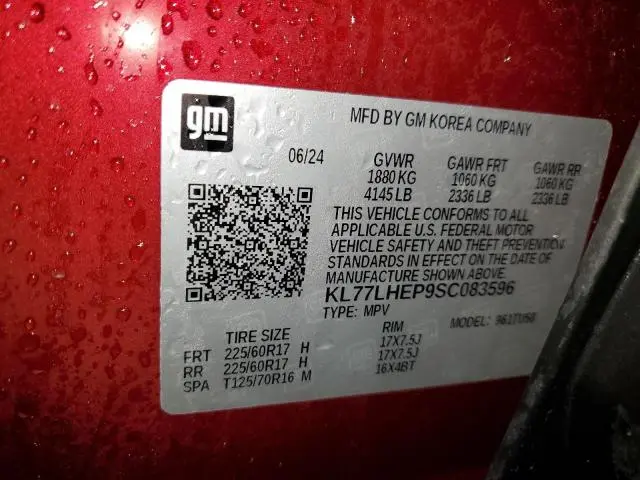 gm
MFD BY GM KOREA COMPANY
06/24 GVWR GAWR FRT GAWR RR
1880 KG 1060 KG 1060 KG
4145 LB 2336 LB 2336 LB
THIS VEHICLE CONFORMS TO ALL
APPLICABLE U.S. FEDERAL MOTOR
VEHICLE SAFETY AND THEFT PREVENTION
STANDARDS IN EFFECT ON THE DATE OF
MANUFACTURE SHOWN ABOVE.
KL77LHEP9SC083596
TYPE: MPV MODEL:
TIRE SIZE RIM
FRT 225/60R17 H 17X7.5J
RR 225/60R17 H 17X7.5J
SPA T125/70R16 M 16X4BT